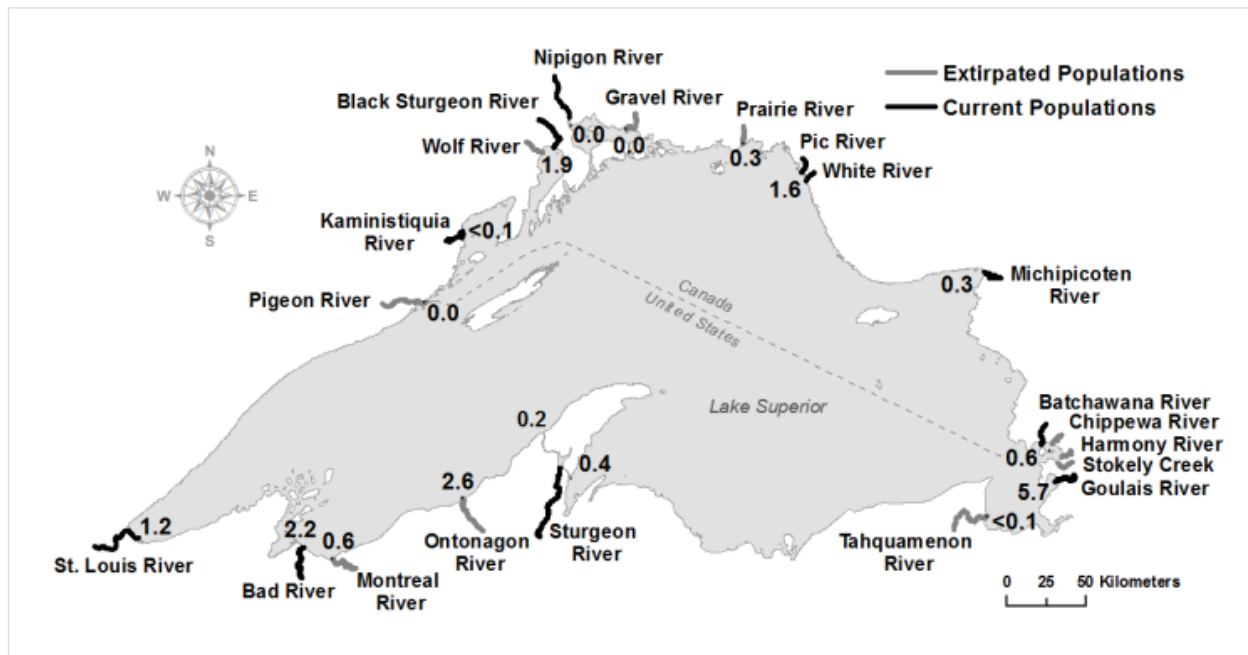 Nipigon River
Extirpated Populations
Black Sturgeon River
Gravel River
Prairie River
Current Populations
Wolf River
0.0
0.0
Pic River
1.9
0.3
White River
1.6
N
W E
S
Kaministiquia
River
<0.1
Michipicoten
River
0.3
Pigeon River
0.0
Canada
United States
Lake Superior
Batchawana River
Chippewa River
Harmony River
Stokely Creek
Goulais River
0.2
0.6
0.4
5.7
2.6
<0.1
1.2
2.2
0.6
Ontonagon
River
Sturgeon
River
Tahquamenon
River
St. Louis River
Bad River
Montreal
River
0 25 50 Kilometers